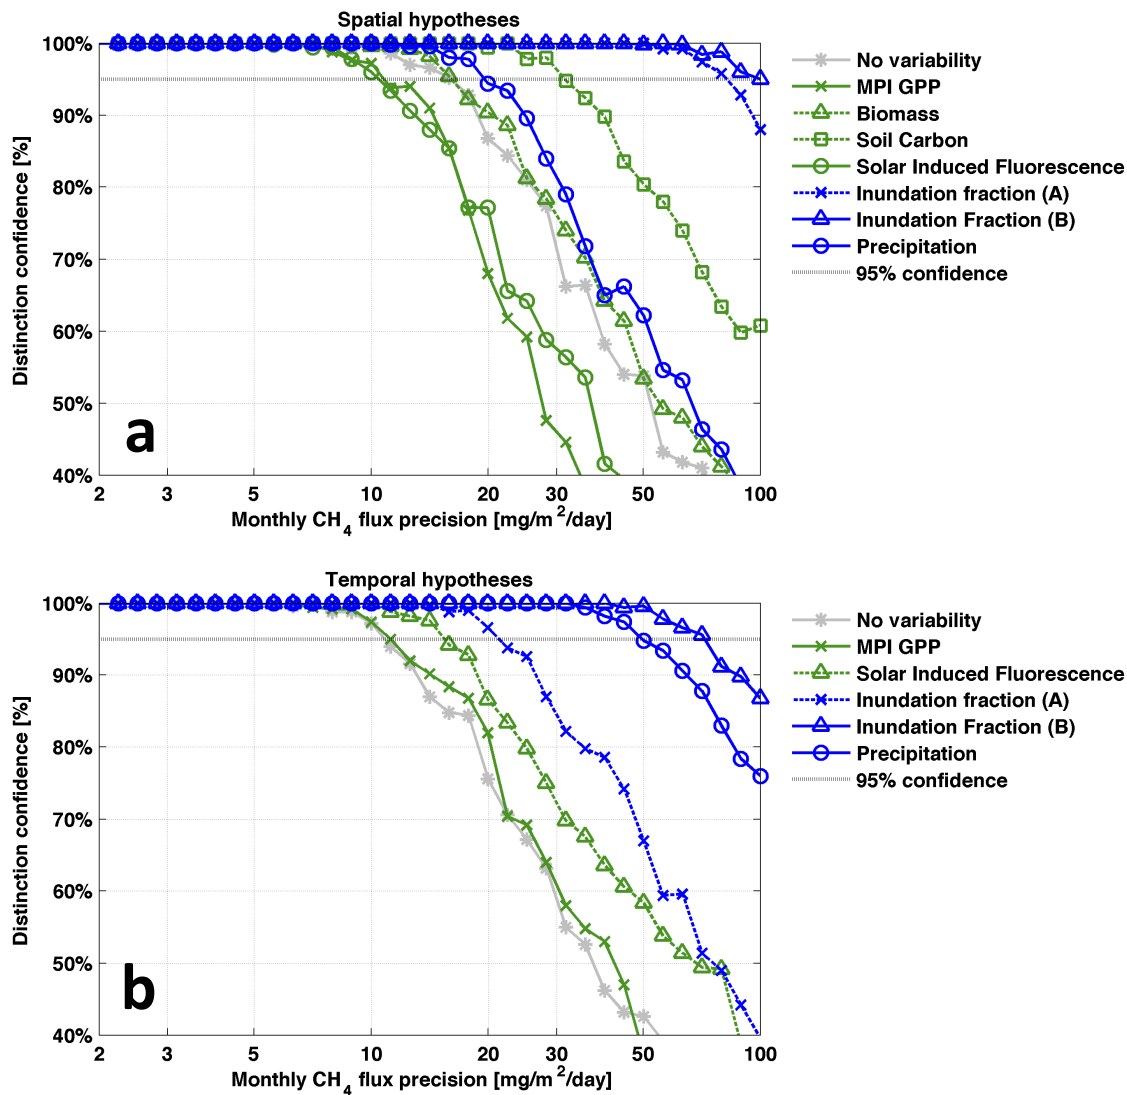 Spatial hypotheses
100%
90%
80%
70%
60%
50%
40%
Distinction confidence [%]
a
2 3 5 10 20 30 50 100
Monthly CH4 flux precision [mg/m2/day]
No variability
MPI GPP
Biomass
Soil Carbon
Solar Induced Fluorescence
Inundation fraction (A)
Inundation Fraction (B)
Precipitation
95% confidence
Temporal hypotheses
100%
90%
80%
70%
60%
50%
40%
Distinction confidence [%]
b
2 3 5 10 20 30 50 100
Monthly CH4 flux precision [mg/m2/day]
No variability
MPI GPP
Solar Induced Fluorescence
Inundation fraction (A)
Inundation Fraction (B)
Precipitation
95% confidence